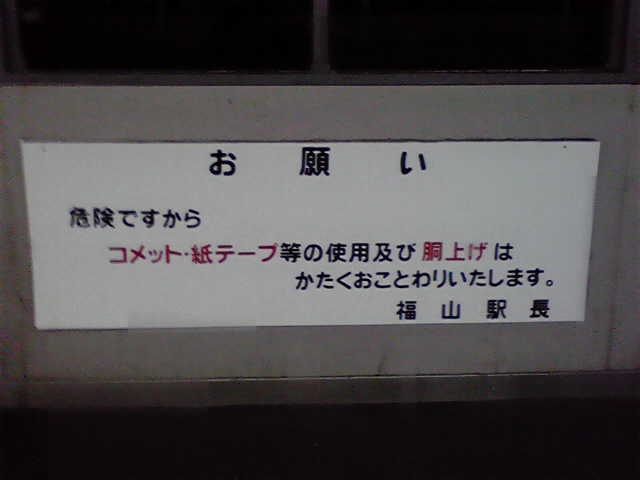 お願い
危険ですから
コメット・紙テープ等の使用及び胴上げは
かたくおことわりいたします。
福山駅長